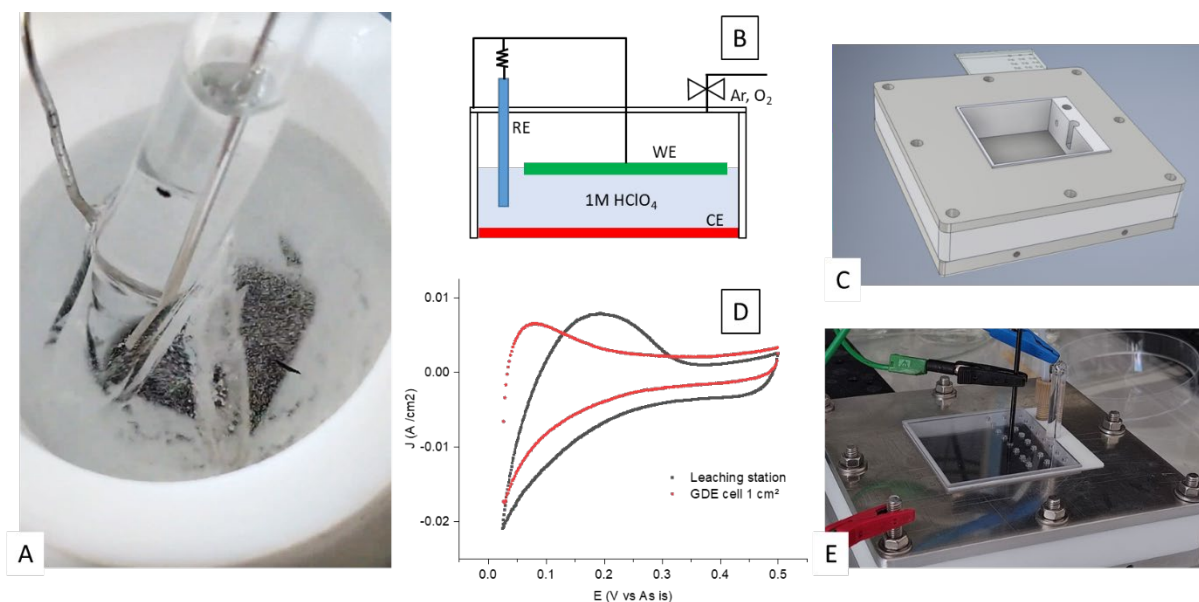 A
B
Ar, O₂
RE
WE
1M HClO₄
CE
C
D
0.01
0.00
-0.01
-0.02
J (A /cm2)
Leaching station
GDE cell 1 cm²
0.0 0.1 0.2 0.3 0.4 0.5
E (V vs As is)
E